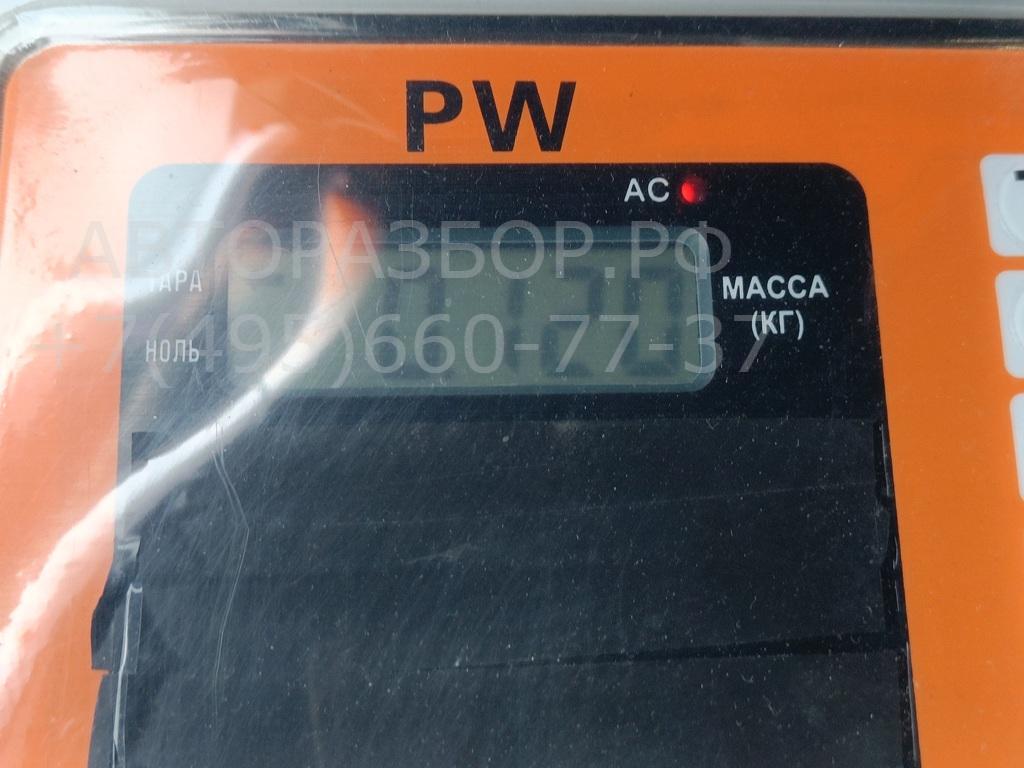 PW
AC
АВТОРАЗБОР.РФ
ТАРА
МАССА
(КГ)
+7(495)660-77-37
НОЛЬ